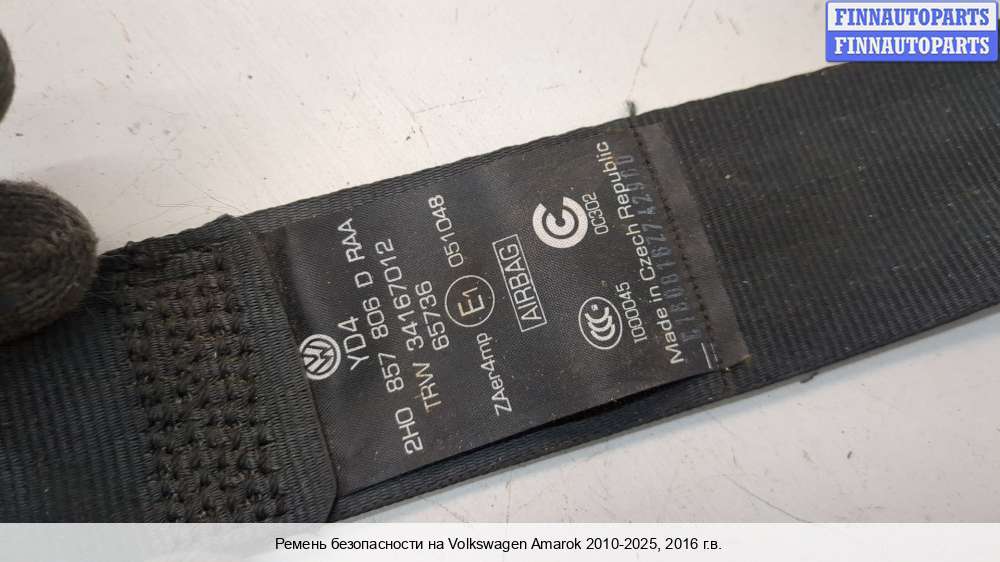 FINNAUTOPARTS
FINNAUTOPARTS
YD4
2H0 857 806 D RAA
TRW 34167012
65736
ZAer4mp E1 051048
AIRBAG
0C302
1000045
Made in Czech Republic
Ремень безопасности на Volkswagen Amarok 2010-2025, 2016 г.в.